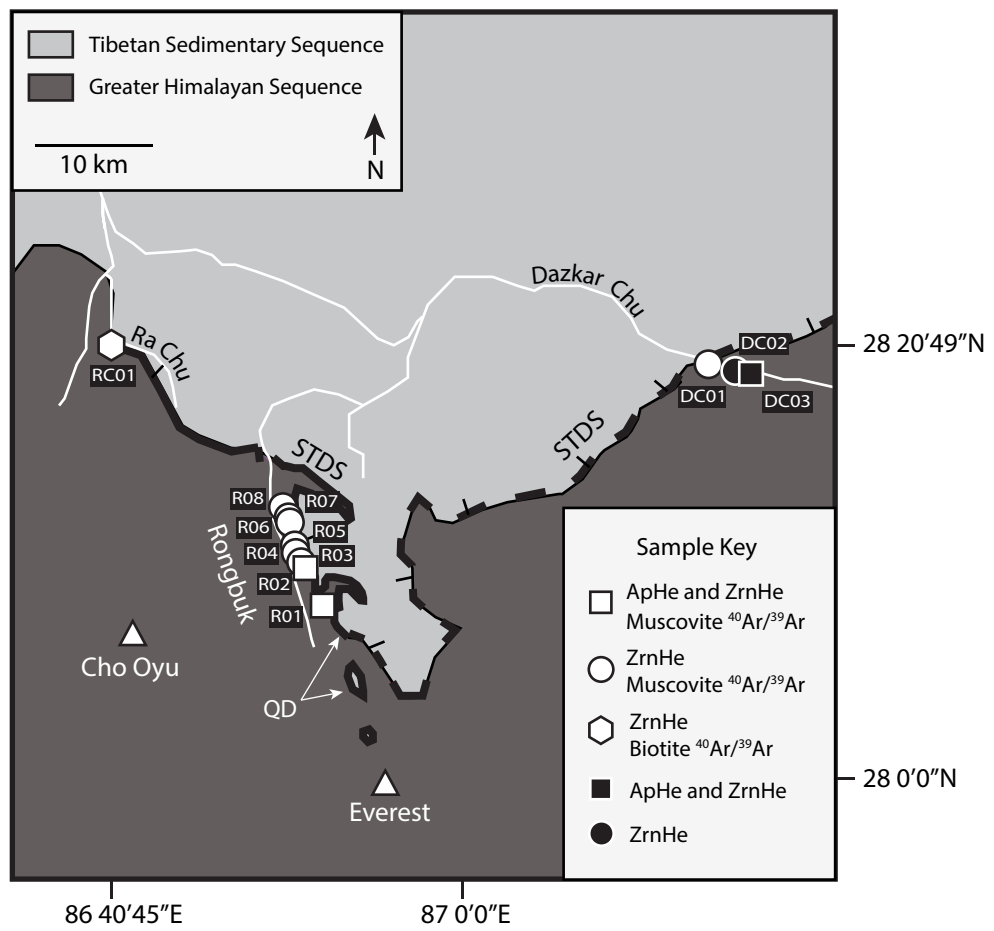 Tibetan Sedimentary Sequence
Greater Himalayan Sequence
10 km
N
Dazkar Chu
Ra Chu
RC01
28 20’49’’N
DC02
DC01
DC03
STDS
STDS
R08
R07
R06
R05
R04
R03
R02
R01
Rongbuk
Cho Oyu
QD
Everest
Sample Key
ApHe and ZrnHe
Muscovite ⁴⁰Ar/³⁹Ar
ZrnHe
Muscovite ⁴⁰Ar/³⁹Ar
ZrnHe
Biotite ⁴⁰Ar/³⁹Ar
ApHe and ZrnHe
ZrnHe
28 0’0’’N
86 40’45’’E
87 0’0’’E